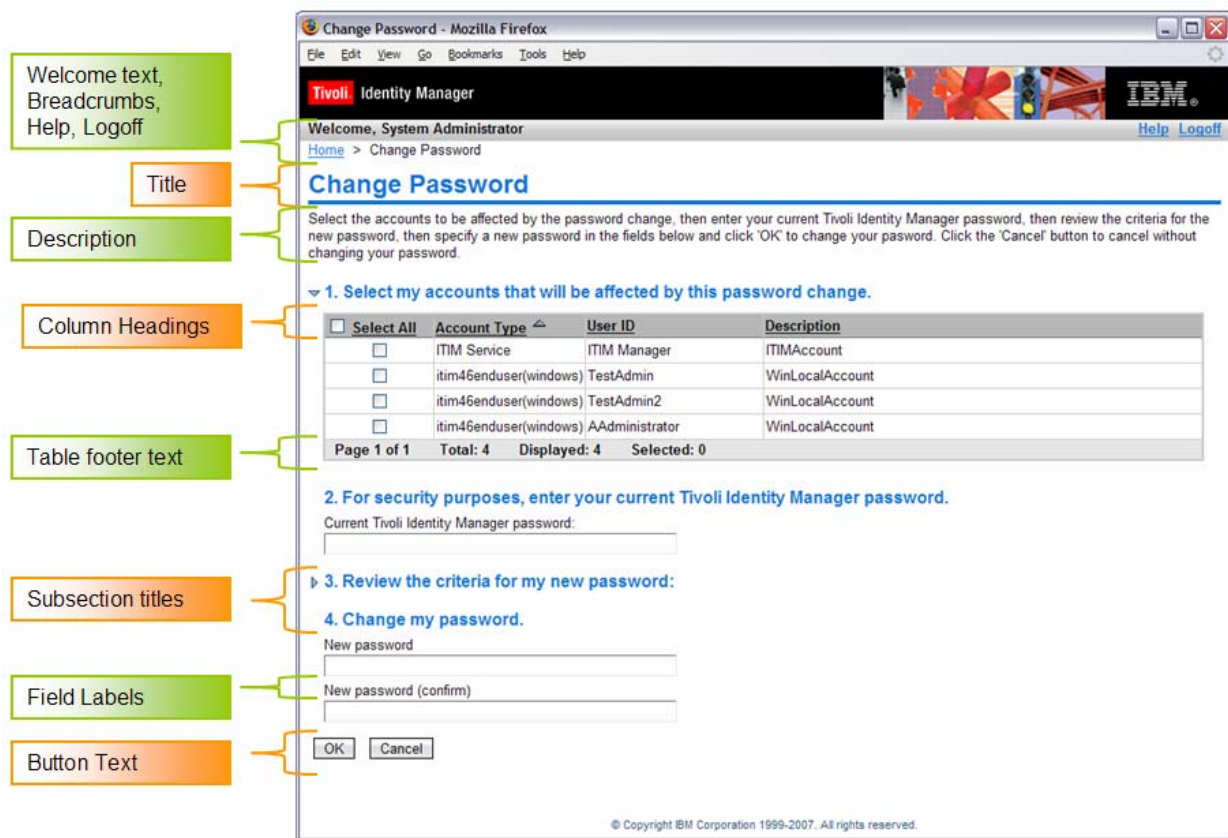 Change Password - Mozilla Firefox
File Edit View Go Bookmarks Tools Help
Tivoli. Identity Manager
IBM®
Welcome text,
Breadcrumbs,
Help, Logoff
Welcome, System Administrator
Help Logoff
Home > Change Password
Title
Change Password
Description
Select the accounts to be affected by the password change, then enter your current Tivoli Identity Manager password, then review the criteria for the
new password, then specify a new password in the fields below and click 'OK' to change your pasword. Click the 'Cancel' button to cancel without
changing your password.
1. Select my accounts that will be affected by this password change.
Column Headings
Select All Account Type User ID Description
ITIM Service ITIM Manager ITIMAccount
itim46enduser(windows) TestAdmin WinLocalAccount
itim46enduser(windows) TestAdmin2 WinLocalAccount
itim46enduser(windows) AAdministrator WinLocalAccount
Table footer text
Page 1 of 1 Total: 4 Displayed: 4 Selected: 0
2. For security purposes, enter your current Tivoli Identity Manager password.
Current Tivoli Identity Manager password:
Subsection titles
3. Review the criteria for my new password:
4. Change my password.
New password
Field Labels
New password (confirm)
Button Text
OK Cancel
© Copyright IBM Corporation 1999-2007. All rights reserved.